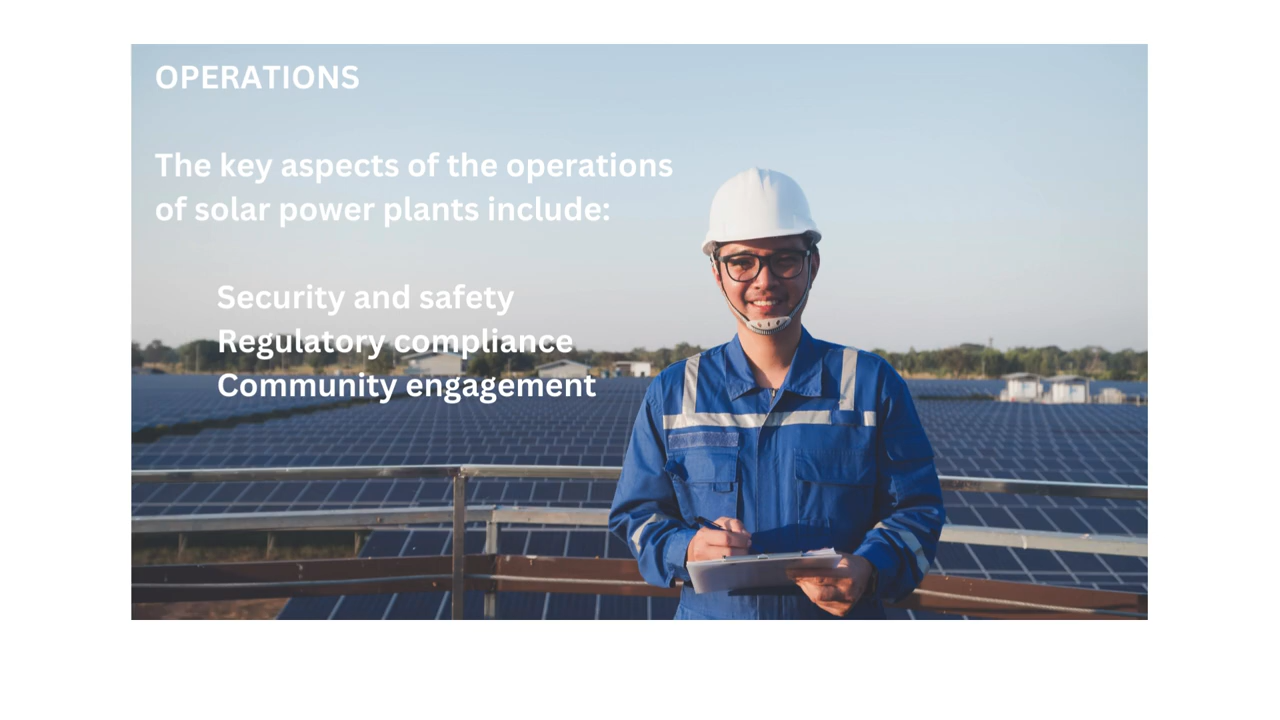 OPERATIONS
The key aspects of the operations
of solar power plants include:
Security and safety
Regulatory compliance
Community engagement